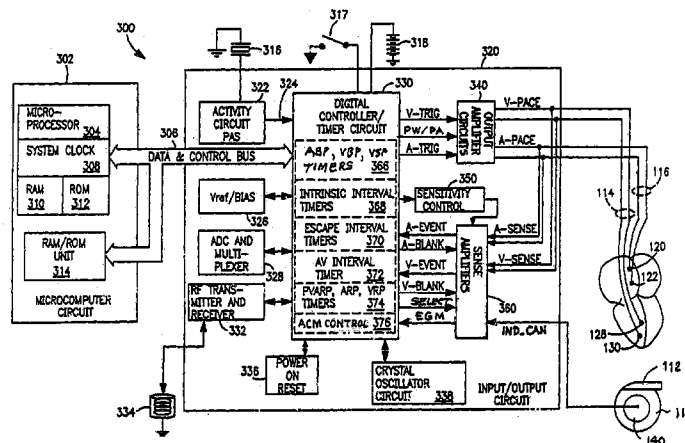 300
302
MICRO-
PROCESSOR
304
SYSTEM CLOCK
308
RAM
310
ROM
312
RAM/ROM
UNIT
314
MICROCOMPUTER
CIRCUIT
306
DATA & CONTROL BUS
316
317
318
320
322
324
ACTIVITY
CIRCUIT
PAS
Vref/BIAS
326
ADC AND
MULTI-
PLEXER
328
RF TRANS-
MITTER AND
RECEIVER
332
334
336
POWER
ON
RESET
330
DIGITAL
CONTROLLER/
TIMER CIRCUIT
ABP, VBP, VSP
TIMERS
366
INTRINSIC INTERVAL
TIMERS
368
ESCAPE INTERVAL
TIMERS
370
AV INTERVAL
TIMER
372
PVARP, ARP, VRP
TIMERS
374
ACM CONTROL
376
CRYSTAL
OSCILLATOR
CIRCUIT
338
INPUT/OUTPUT
CIRCUIT
V-TRIG
PW/PA
A-TRIG
340
OUTPUT
AMPLIFIER
CIRCUITS
V-PACE
A-PACE
350
SENSITIVITY
CONTROL
A-EVENT
A-BLANK
V-EVENT
V-BLANK
SELECT
EGM
SENSE
AMPLIFIERS
360
A-SENSE
V-SENSE
IND_CAN
114
116
120
122
128
130
112
11
140